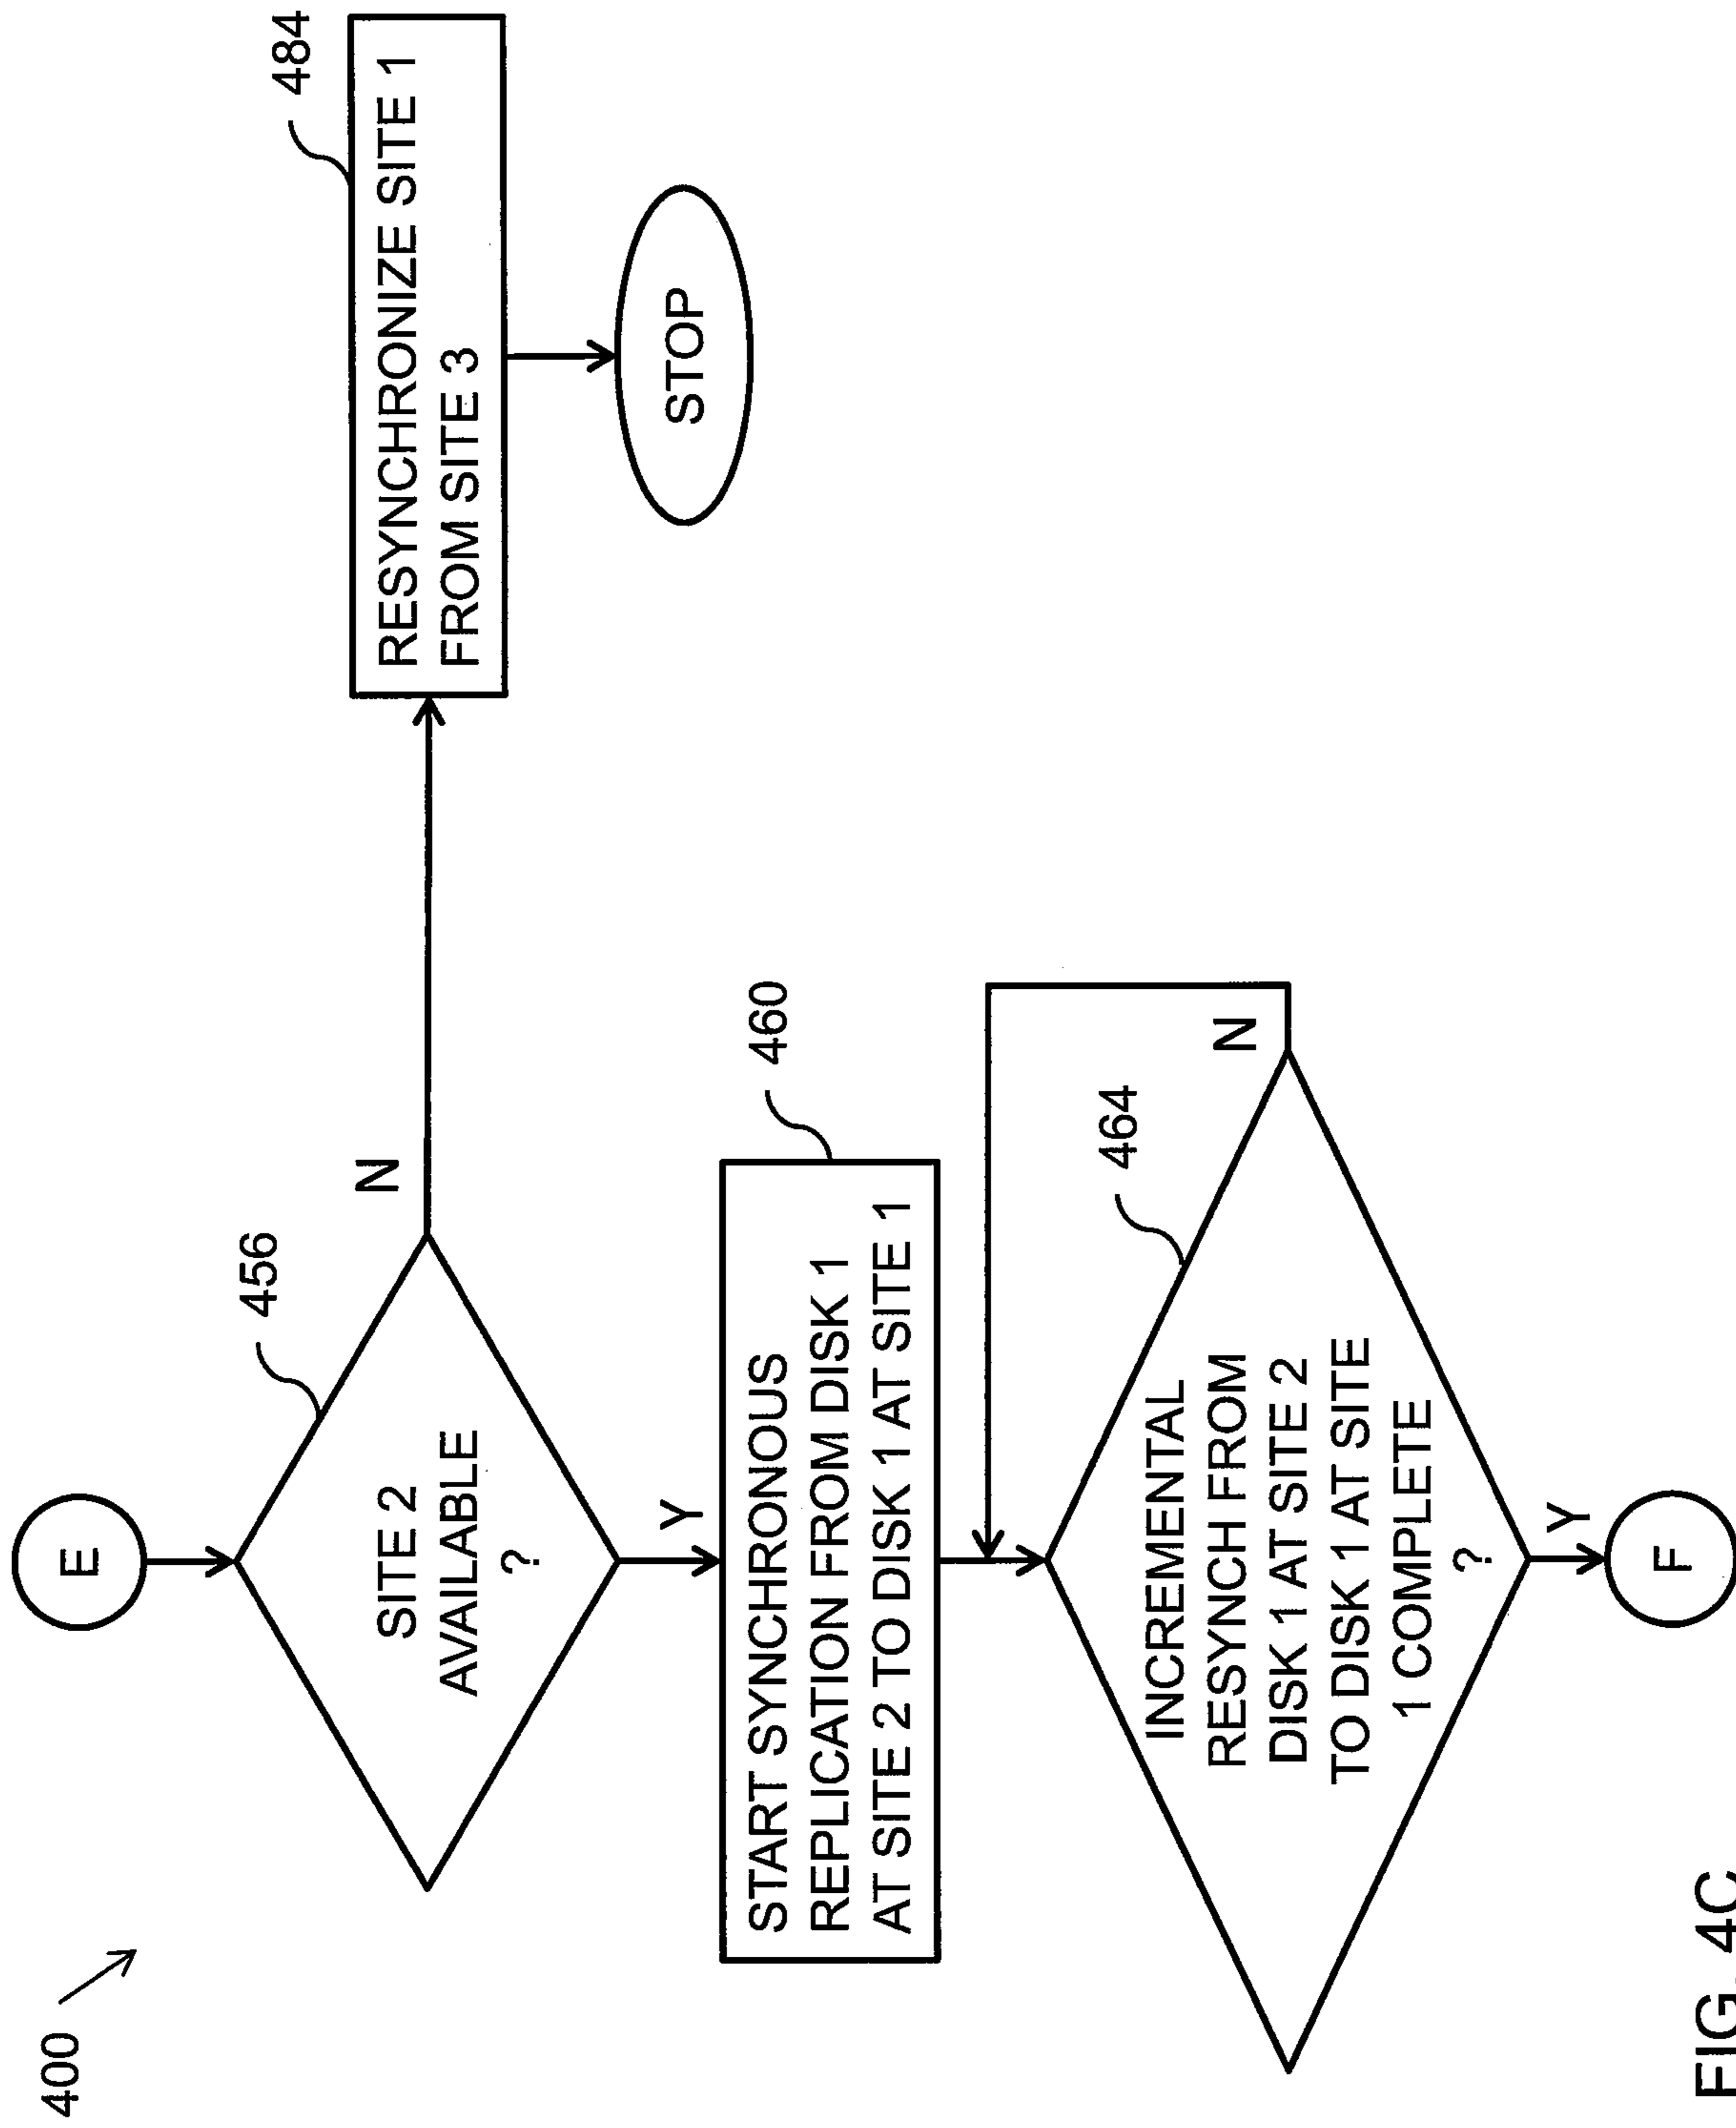 400
E
456
SITE 2
AVAILABLE
?
N
484
RESYNCHRONIZE SITE 1
FROM SITE 3
STOP
Y
460
START SYNCHRONOUS
REPLICATION FROM DISK 1
AT SITE 2 TO DISK 1 AT SITE 1
464
INCREMENTAL
RESYNCH FROM
DISK 1 AT SITE 2
TO DISK 1 AT SITE
1 COMPLETE
?
N
Y
F
FIG. 4C